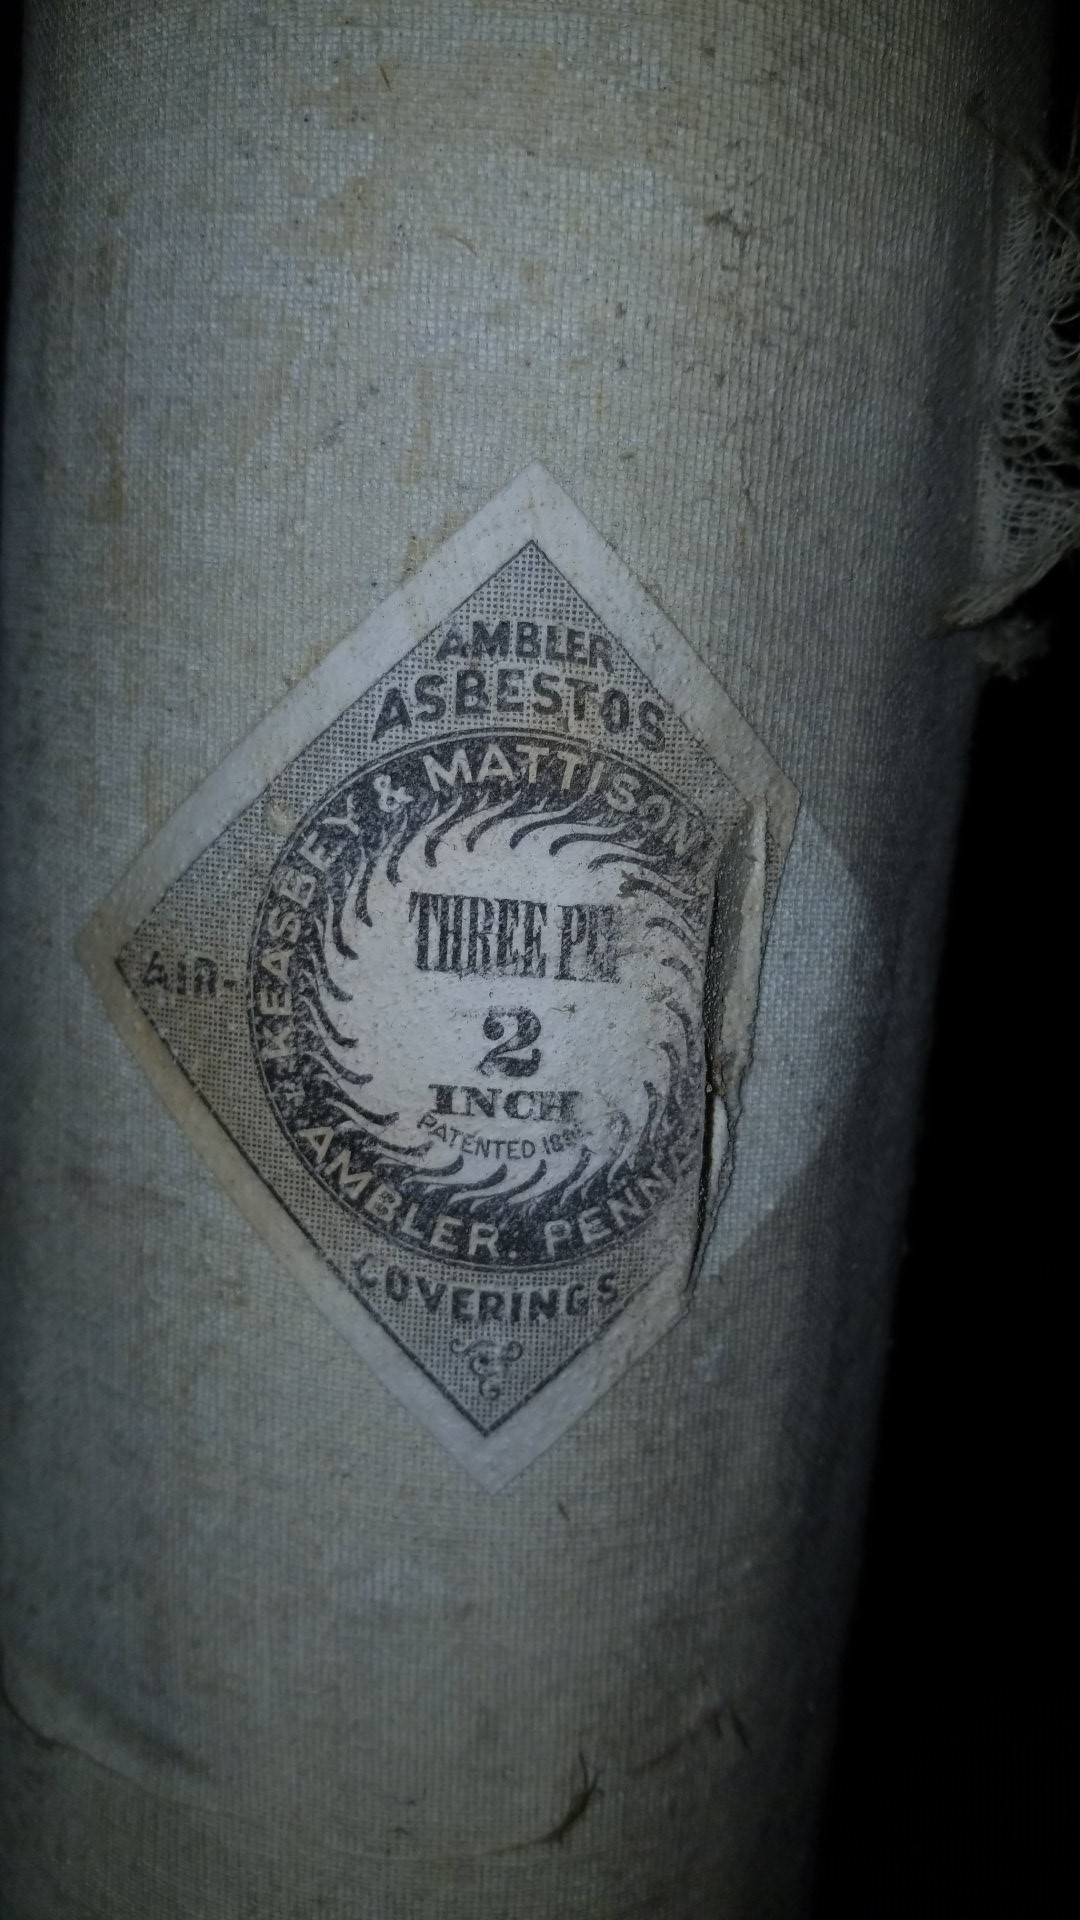 AMBLER
ASBESTOS
KEASBEY & MATTISON
AIR-
THREE
2
INCH
PATENTED
AMBLER. PENNA
COVERINGS